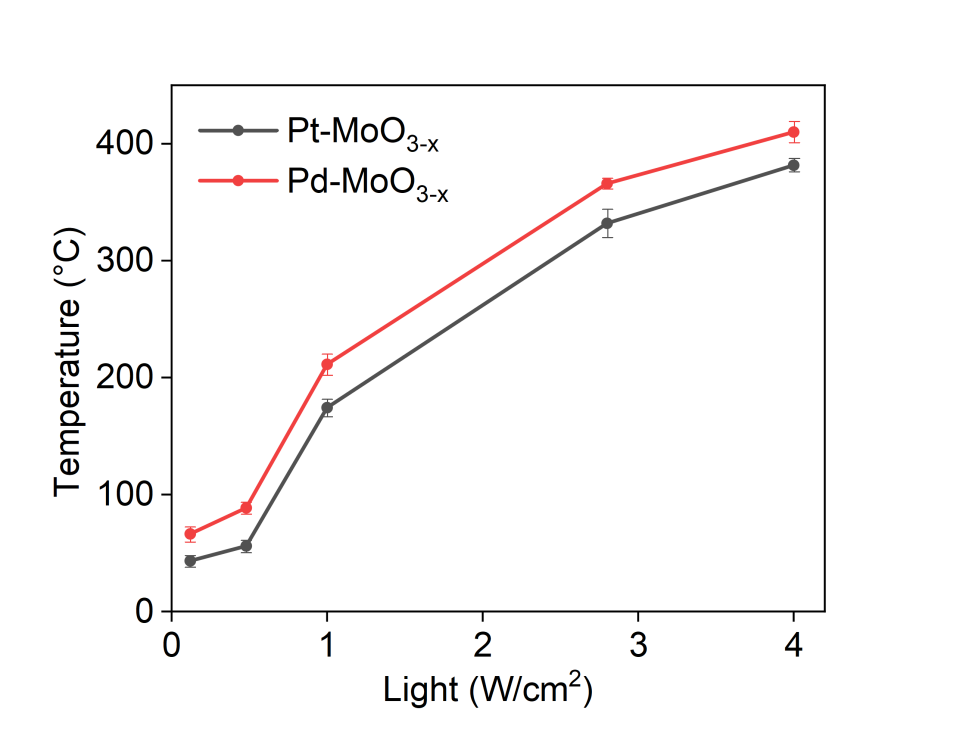 Pt-MoO3-x
Pd-MoO3-x
400
300
200
100
0
Temperature (°C)
0 1 2 3 4
Light (W/cm2)